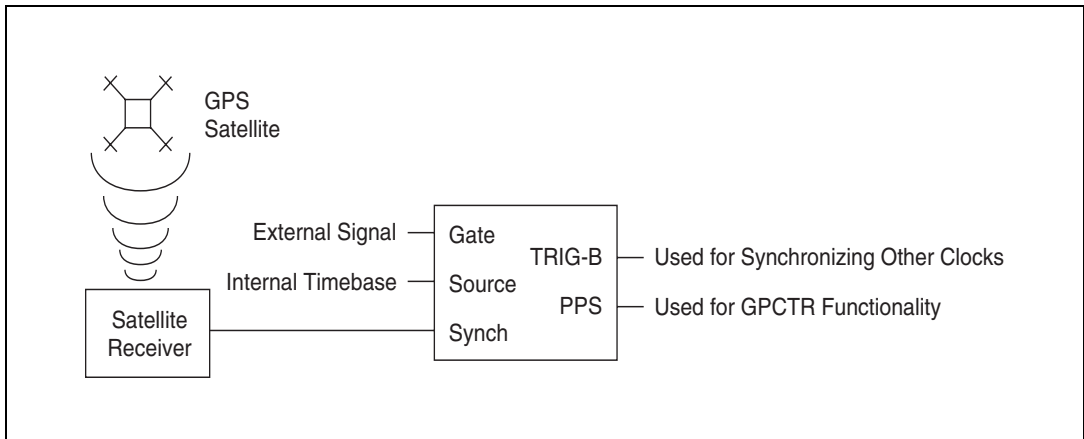 GPS
Satellite
External Signal
Gate
TRIG-B
Used for Synchronizing Other Clocks
Internal Timebase
Source
PPS
Used for GPCTR Functionality
Satellite
Receiver
Synch